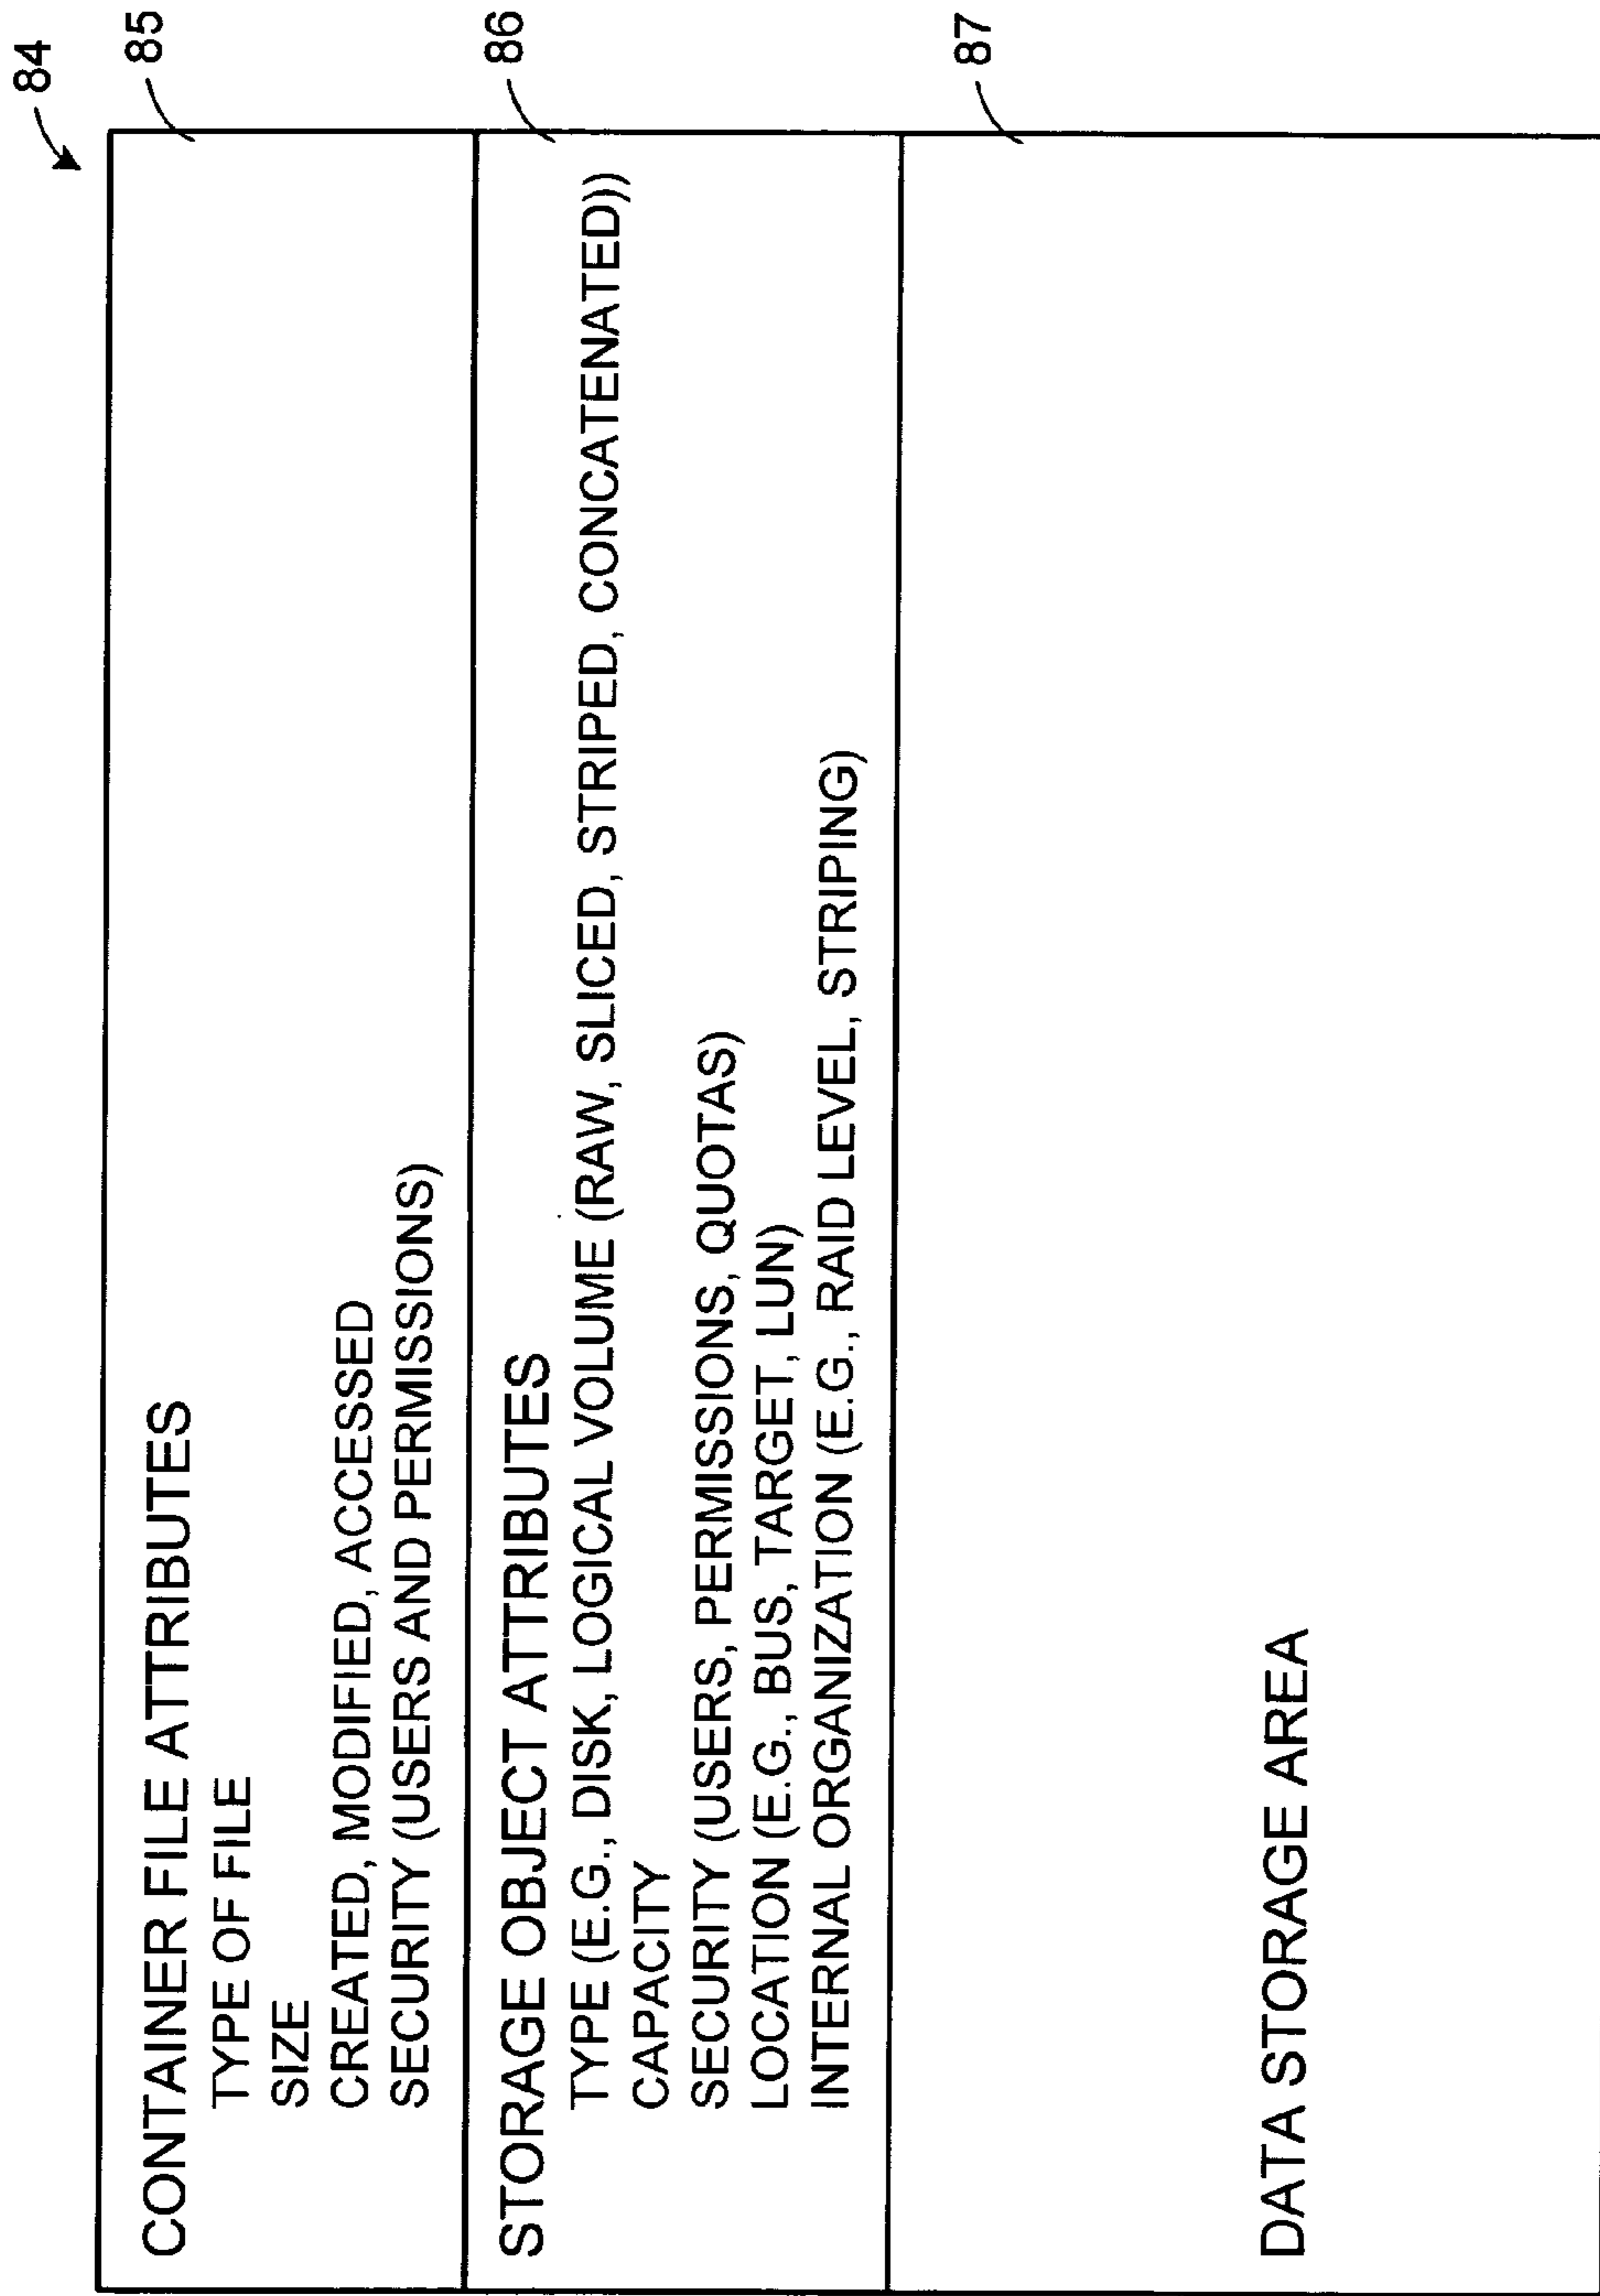 84
CONTAINER FILE ATTRIBUTES
85
TYPE OF FILE
SIZE
CREATED, MODIFIED, ACCESSED
SECURITY (USERS AND PERMISSIONS)
STORAGE OBJECT ATTRIBUTES
86
TYPE (E.G., DISK, LOGICAL VOLUME (RAW, SLICED, STRIPED, CONCATENATED))
CAPACITY
SECURITY (USERS, PERMISSIONS, QUOTAS)
LOCATION (E.G., BUS, TARGET, LUN)
INTERNAL ORGANIZATION (E.G., RAID LEVEL, STRIPING)
87
DATA STORAGE AREA